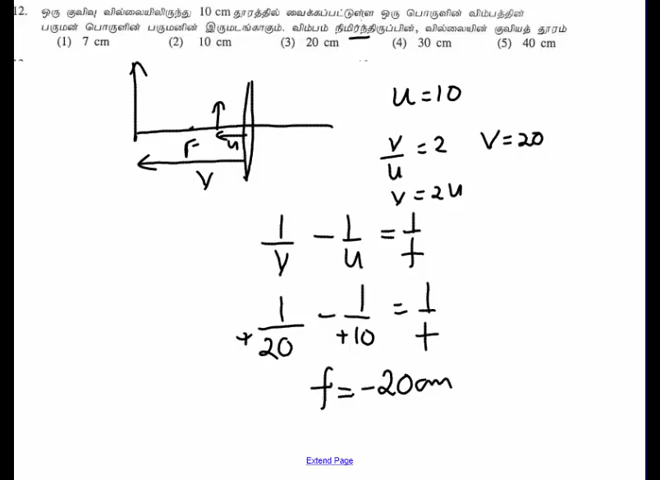 12. ஒரு குவிவு வில்லையிலிருந்து 10 cm தூரத்தில் வைக்கப்பட்டுள்ள ஒரு பொருளின் விம்பத்தின்
பருமன் பொருளின் பருமனின் இருமடங்காகும். விம்பம் நிமிர்ந்திருப்பின், வில்லையின் குவியத் தூரம்
(1) 7 cm (2) 10 cm (3) 20 cm (4) 30 cm (5) 40 cm
u = 10
v/u = 2 V = 20
v = 2u
F u
V
1/v - 1/u = 1/f
1/+20 - 1/+10 = 1/f
f = -20cm
Extend Page